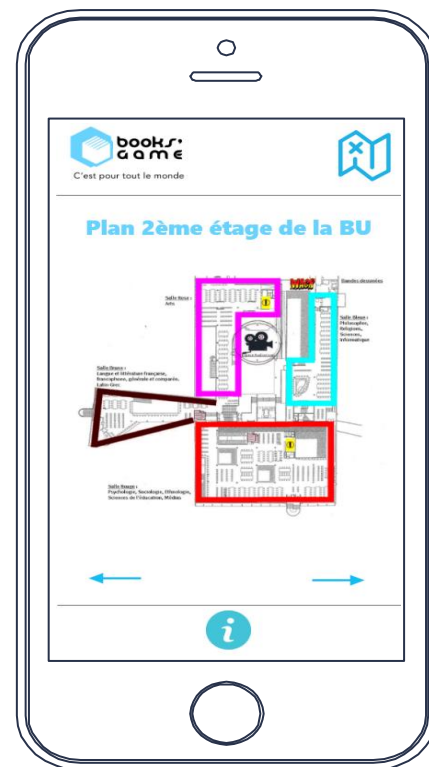 books'
game
C'est pour tout le monde
Plan 2ème étage de la BU
Bandes dessinées
Salle Rose :
Arts
Salle Bleue :
Philosophie,
Religions,
Sciences,
Informatique
Salle Brune :
Langue et littérature française,
francophone, générale et comparée,
Latin Grec
Salle Rouge :
Psychologie, Sociologie, Ethnologie,
Sciences de l'Education, Médias
i